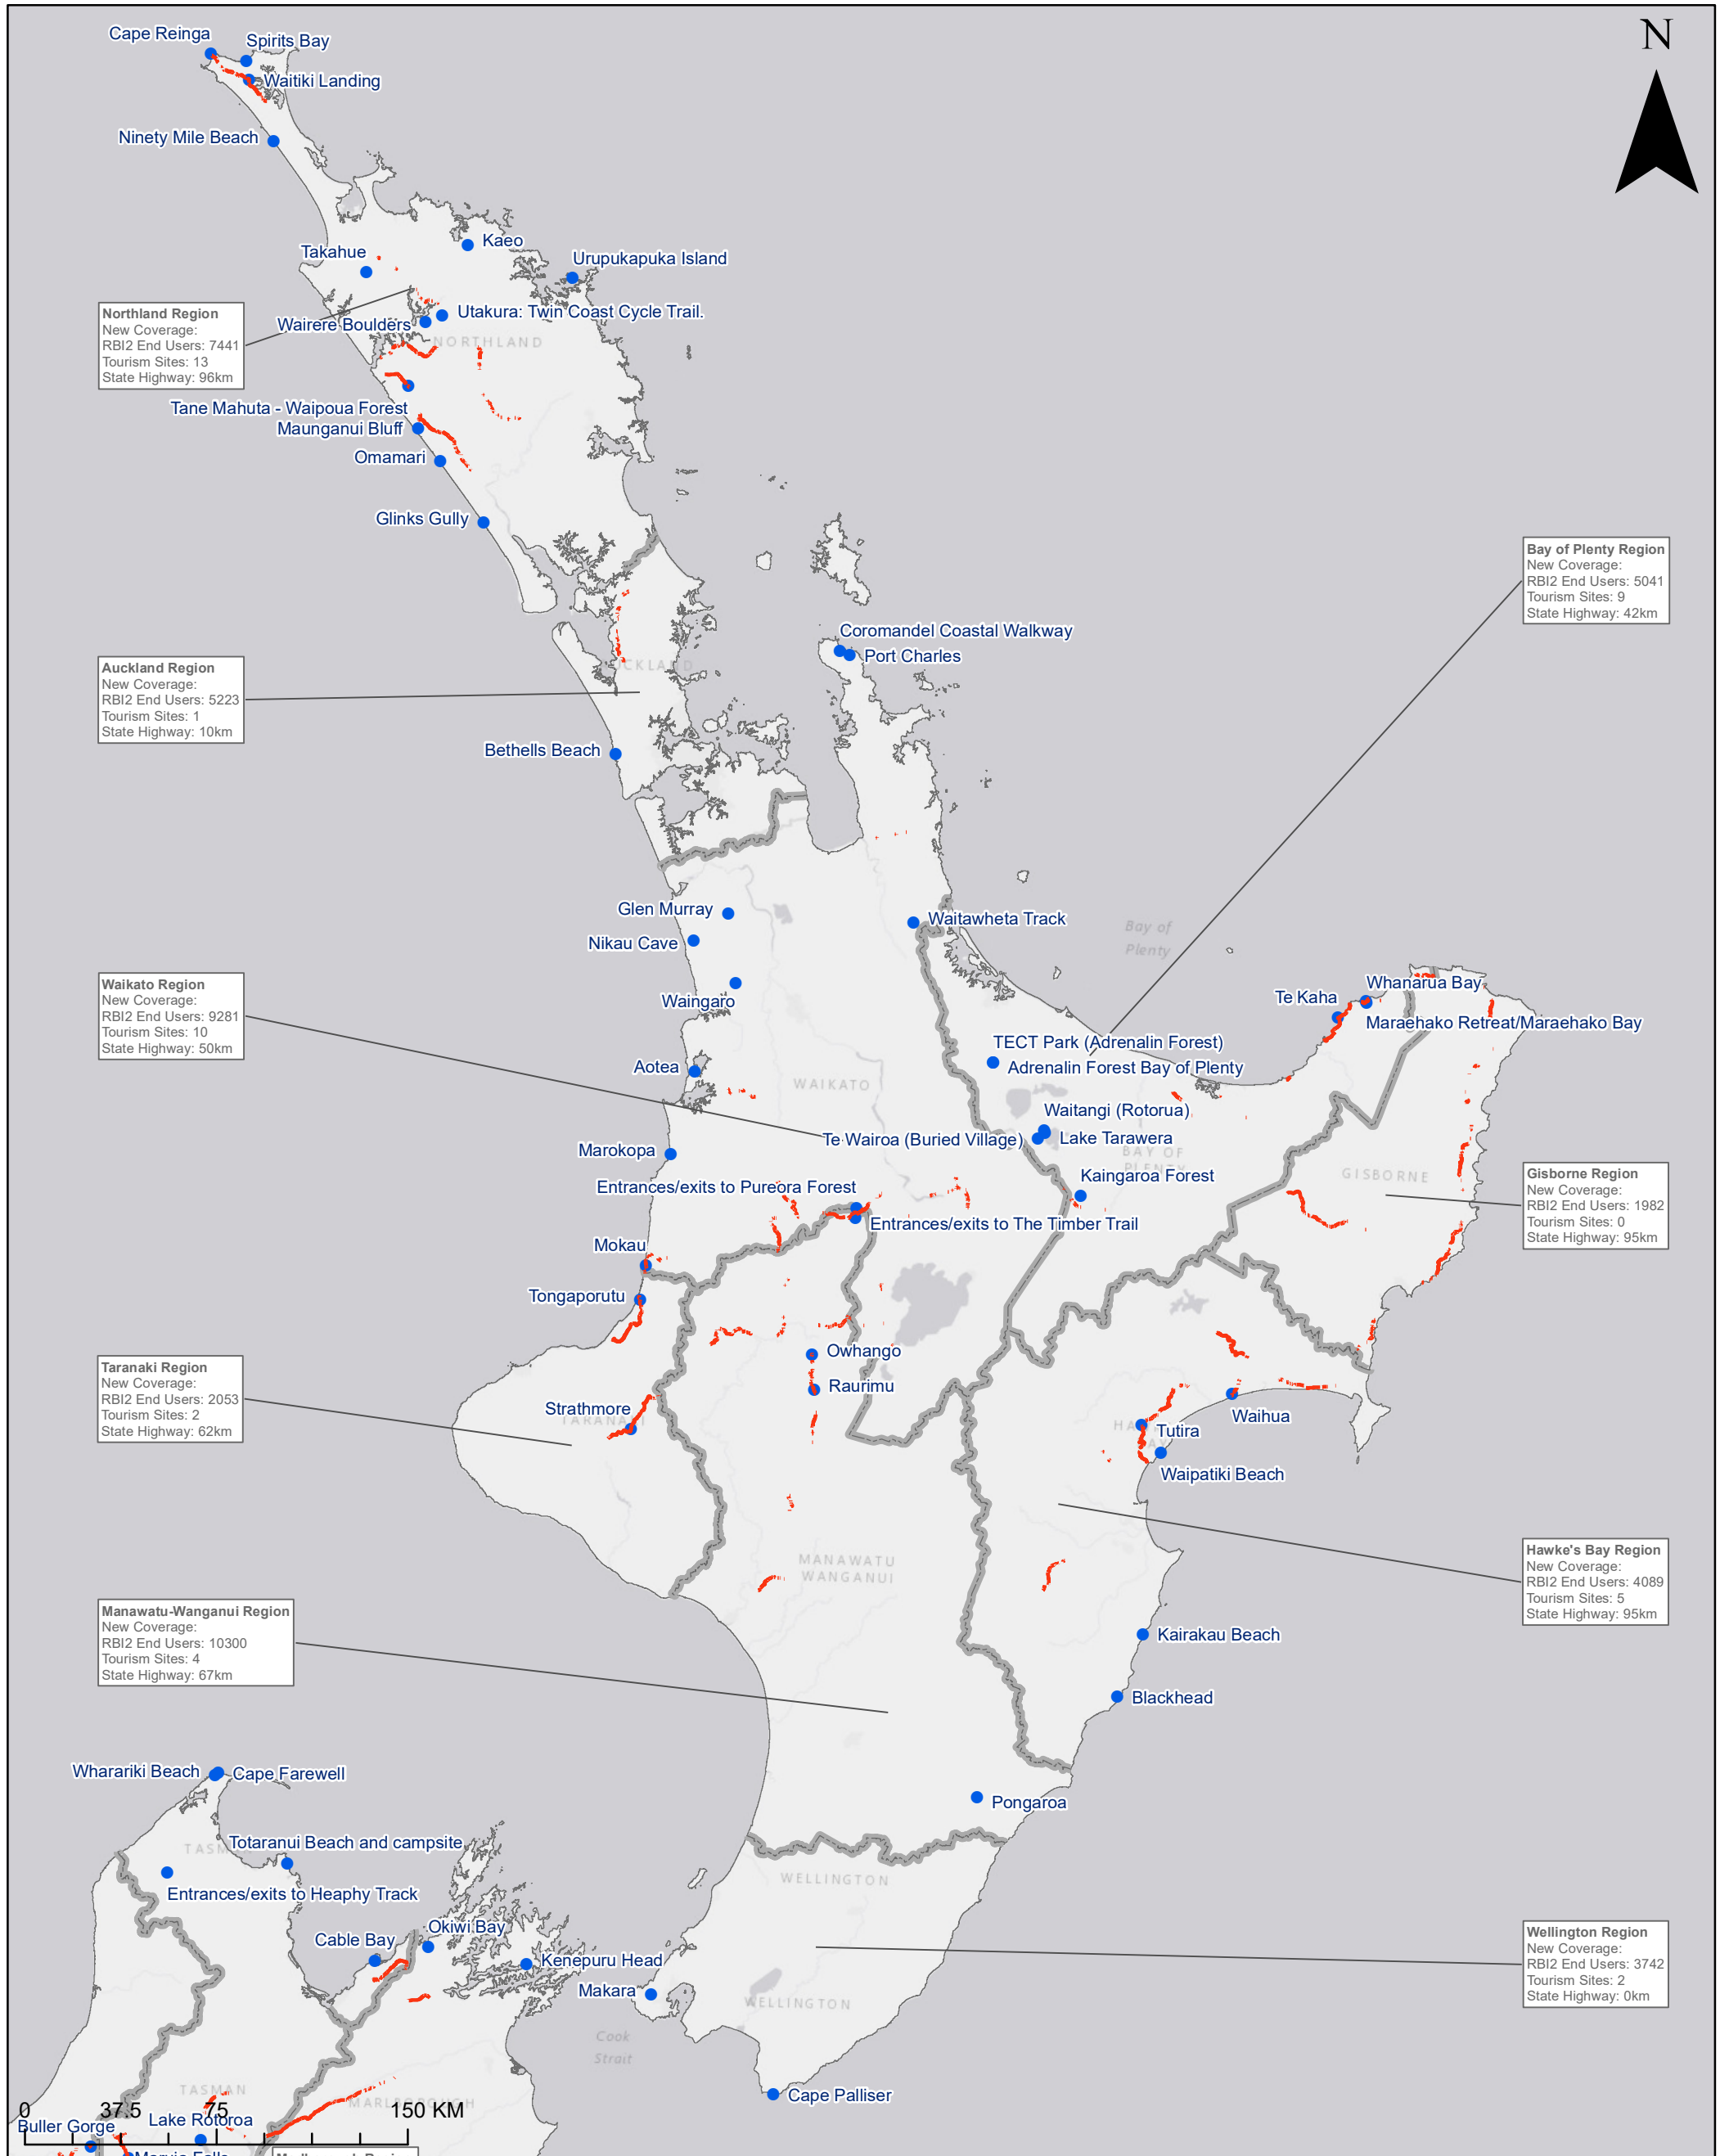 N
Cape Reinga
Spirits Bay
Waitiki Landing
Ninety Mile Beach
Kaeo
Takahue
Urupukapuka Island
Northland Region
New Coverage:
RBI2 End Users: 7441
Tourism Sites: 13
State Highway: 96km
Utakura: Twin Coast Cycle Trail.
Wairere Boulders
NORTHLAND
Tane Mahuta - Waipoua Forest
Maunganui Bluff
Omamari
Glinks Gully
Bay of Plenty Region
New Coverage:
RBI2 End Users: 5041
Tourism Sites: 9
State Highway: 42km
Coromandel Coastal Walkway
Port Charles
Auckland Region
New Coverage:
RBI2 End Users: 5223
Tourism Sites: 1
State Highway: 10km
Bethells Beach
Glen Murray
Waitawheta Track
Nikau Cave
Bay of
Plenty
Waikato Region
New Coverage:
RBI2 End Users: 9281
Tourism Sites: 10
State Highway: 50km
Waingaro
Whanarua Bay
Te Kaha
Maraehako Retreat/Maraehako Bay
TECT Park (Adrenalin Forest)
Adrenalin Forest Bay of Plenty
Aotea
WAIKATO
Waitangi (Rotorua)
Te Wairoa (Buried Village)
Lake Tarawera
Marokopa
BAY OF
PLENTY
GISBORNE
Kaingaroa Forest
Gisborne Region
New Coverage:
RBI2 End Users: 1982
Tourism Sites: 0
State Highway: 95km
Entrances/exits to Pureora Forest
Entrances/exits to The Timber Trail
Mokau
Tongaporutu
Owhango
Raurimu
Taranaki Region
New Coverage:
RBI2 End Users: 2053
Tourism Sites: 2
State Highway: 62km
Strathmore
Waihua
Tutira
Waipatiki Beach
Hawke's Bay Region
New Coverage:
RBI2 End Users: 4089
Tourism Sites: 5
State Highway: 95km
MANAWATU
WANGANUI
Manawatu-Wanganui Region
New Coverage:
RBI2 End Users: 10300
Tourism Sites: 4
State Highway: 67km
Kairakau Beach
Blackhead
Wharariki Beach
Cape Farewell
Pongaroa
Totaranui Beach and campsite
Entrances/exits to Heaphy Track
WELLINGTON
Okiwi Bay
Cable Bay
Kenepuru Head
Makara
WELLINGTON
Wellington Region
New Coverage:
RBI2 End Users: 3742
Tourism Sites: 2
State Highway: 0km
Cook
Strait
Cape Palliser
TASMAN
MARLBOROUGH
0 37.5 75 150 KM
Buller Gorge
Lake Rotoroa